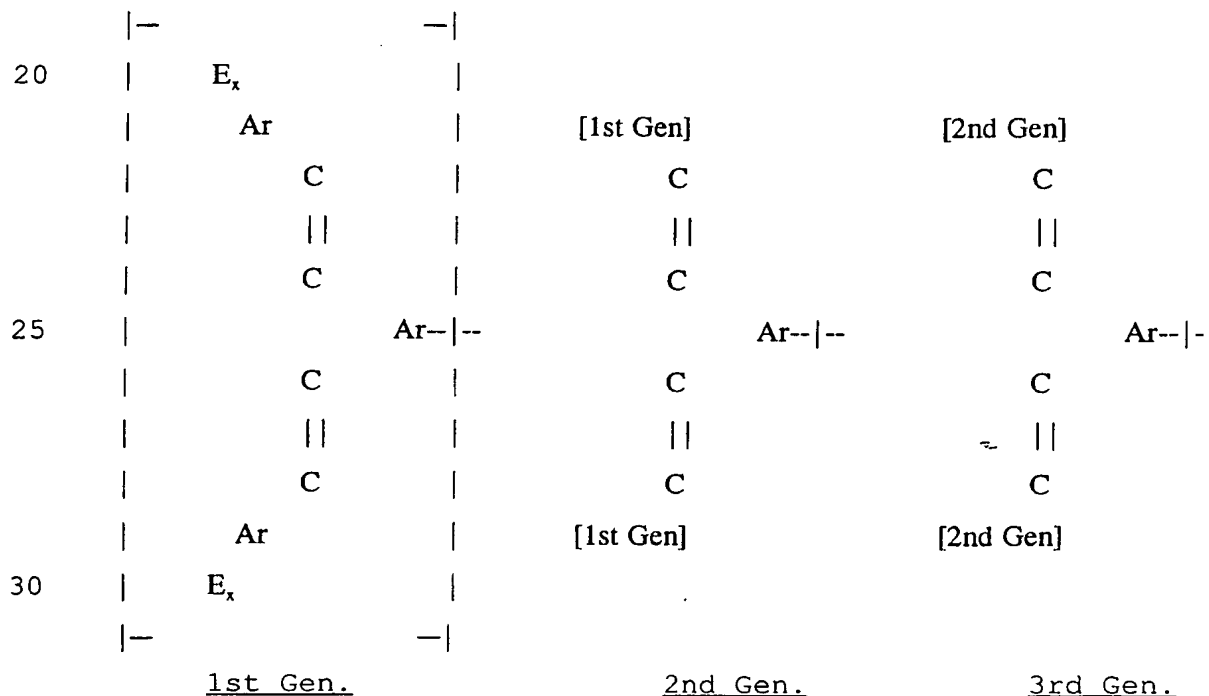 |— —|
20 | Eₓ |
| Ar | [1st Gen] [2nd Gen]
| C | C C
| || | || ||
| C | C C
25 | Ar—|-- Ar--|-- Ar--|-
| C | C C
| || | || ||
| C | C C
| Ar | [1st Gen] [2nd Gen]
30 | Eₓ |
|— —|
1st Gen. 2nd Gen. 3rd Gen.